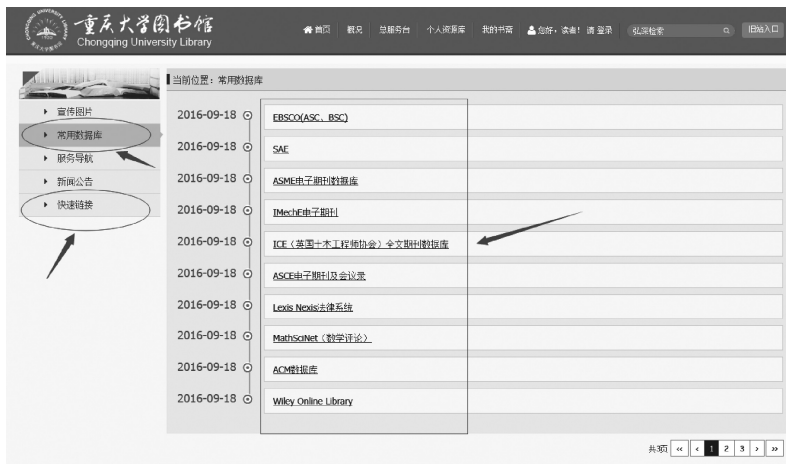 重庆大学图书馆
Chongqing University Library
首页 概况 总服务台 个人资源库 我的书斋 您好，读者！请 登录 弘深检索 旧站入口
当前位置：常用数据库
宣传图片
常用数据库
服务导航
新闻公告
快速链接
2016-09-18 EBSCO(ASC、BSC)
2016-09-18 SAE
2016-09-18 ASME电子期刊数据库
2016-09-18 IMechE电子期刊
2016-09-18 ICE（英国土木工程师协会）全文期刊数据库
2016-09-18 ASCE电子期刊及会议录
2016-09-18 Lexis Nexis法律系统
2016-09-18 MathSciNet（数学评论）
2016-09-18 ACM数据库
2016-09-18 Wiley Online Library
共3页 « ‹ 1 2 3 › »